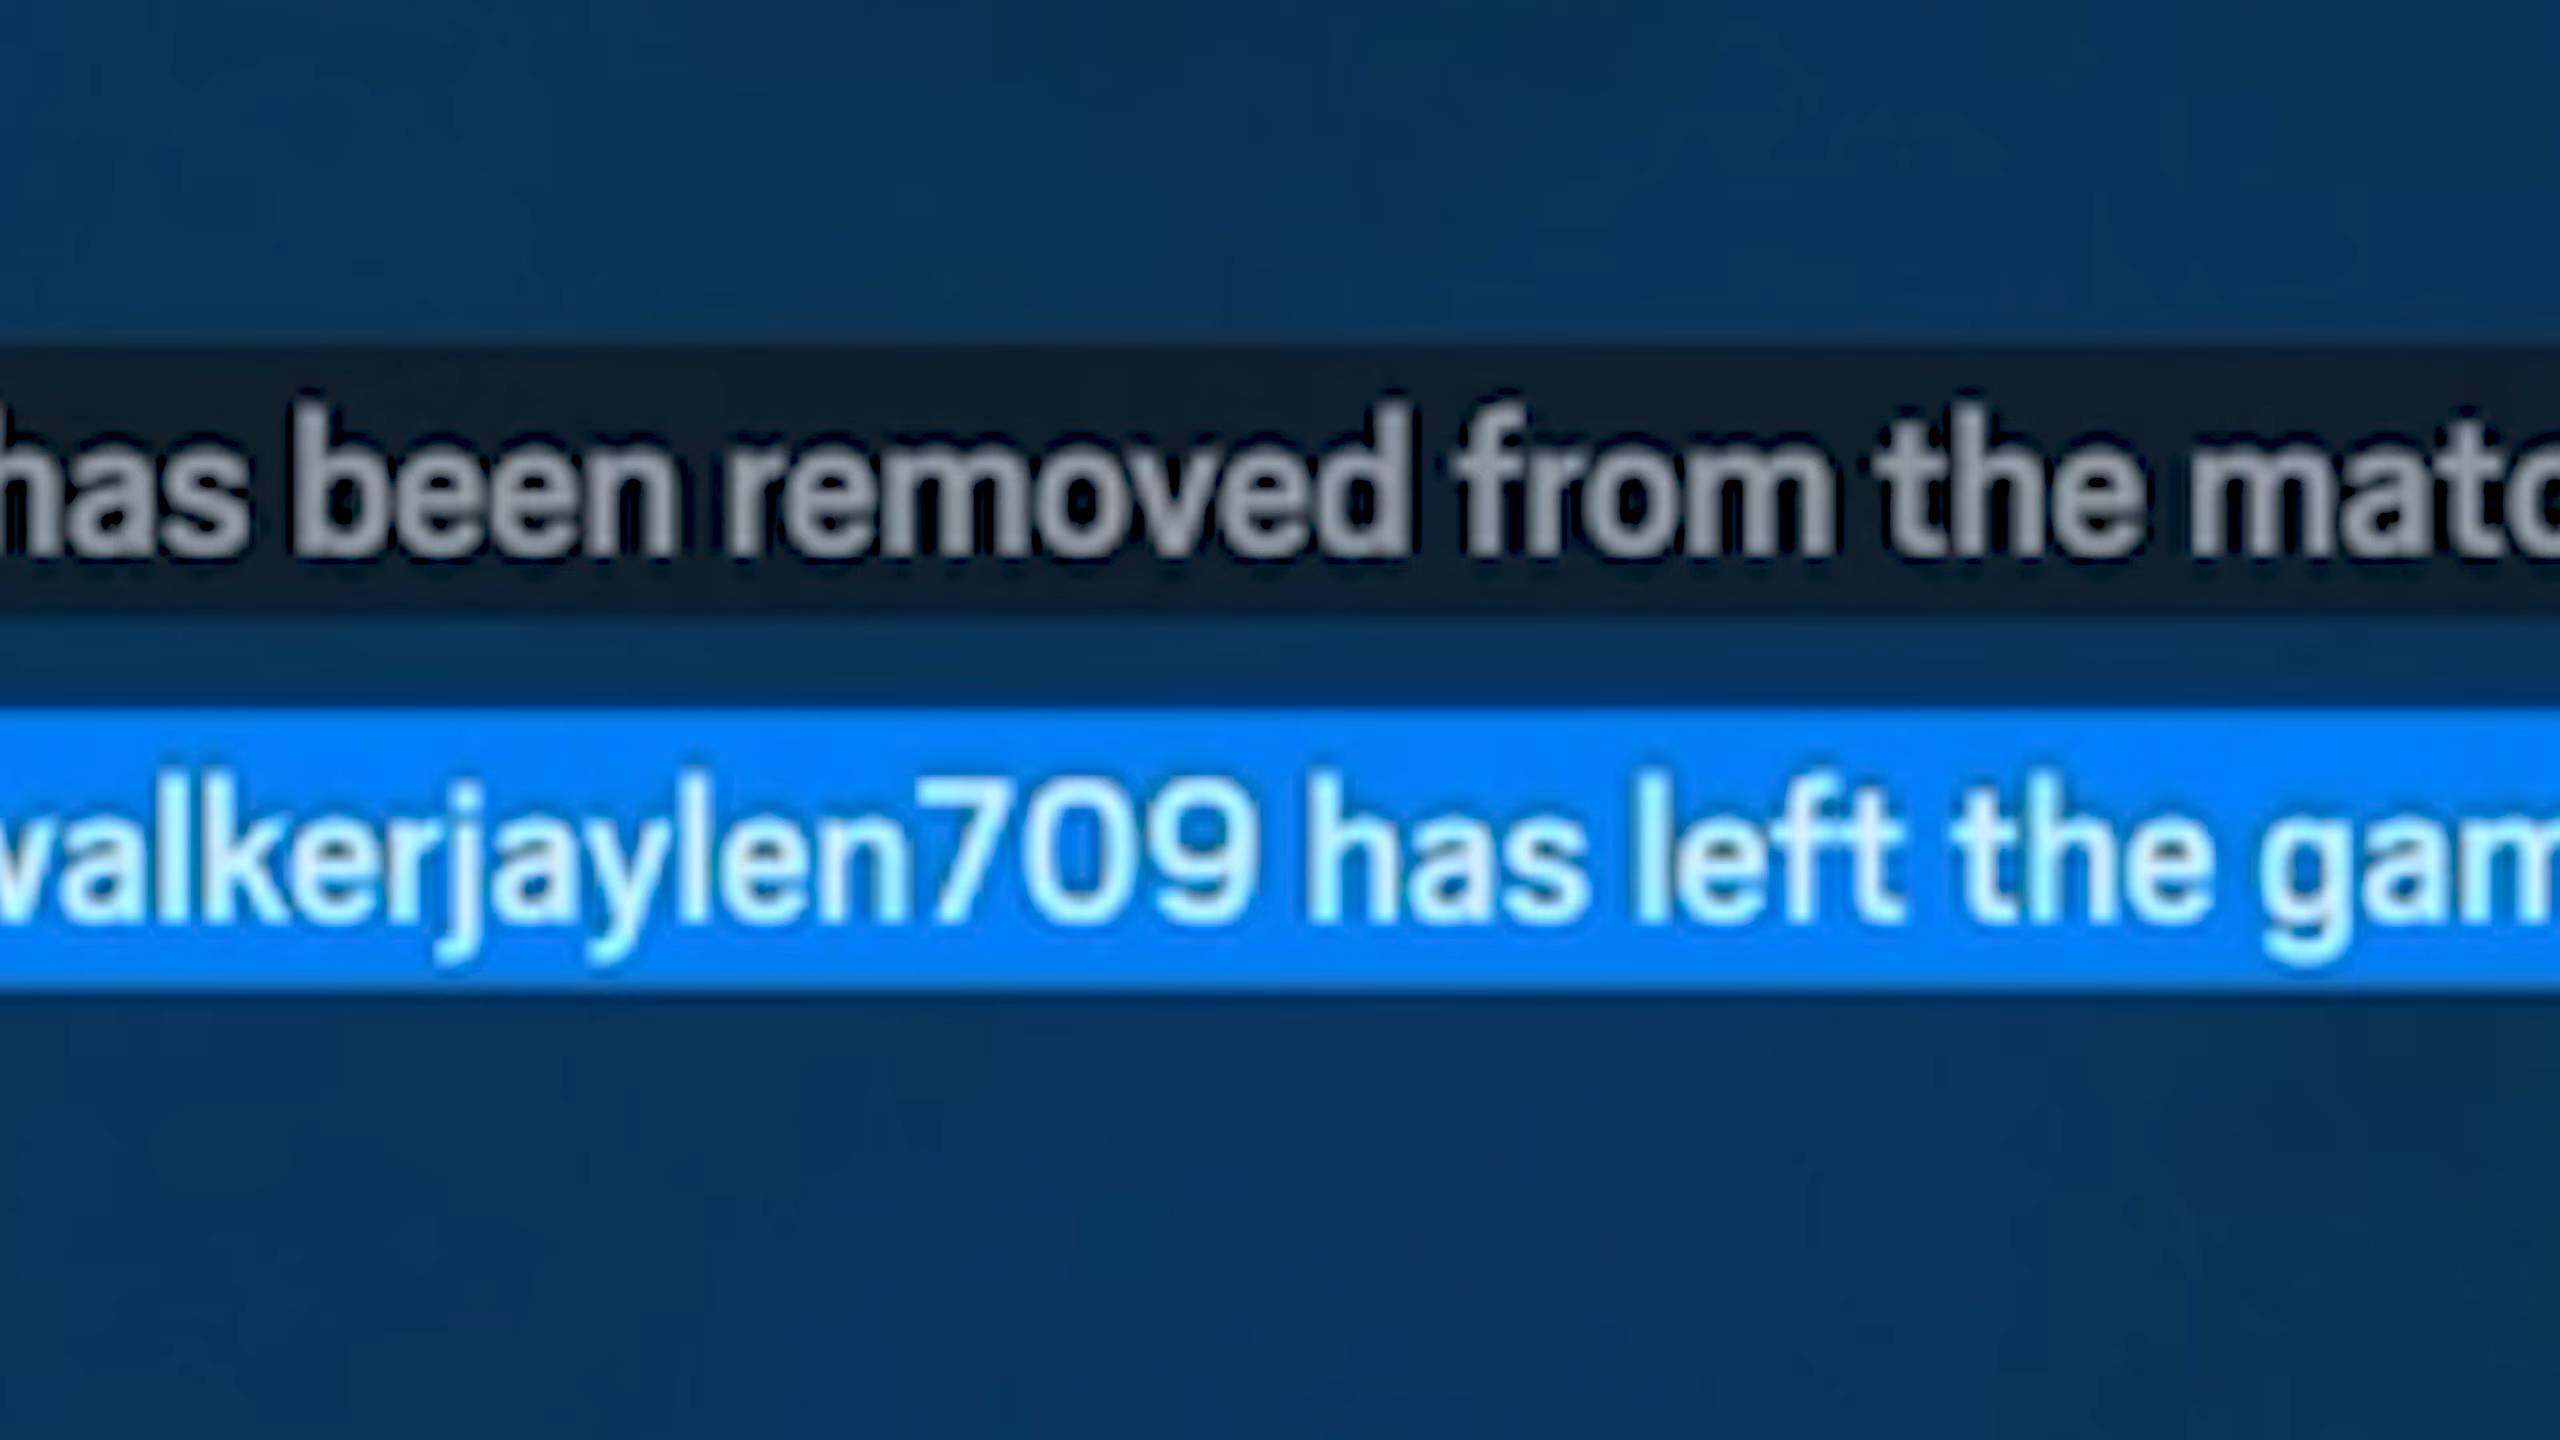 has been removed from the matc
walkerjaylen709 has left the gam